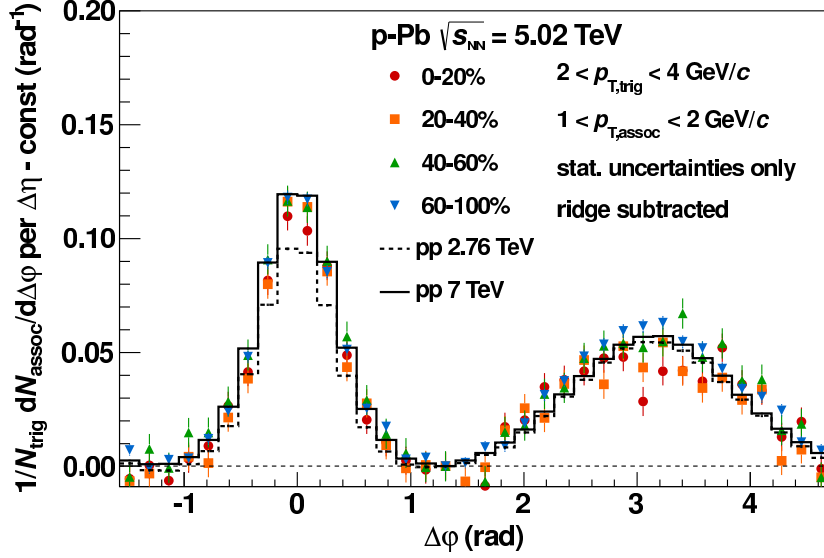 1/N_trig dN_assoc/dΔφ per Δη - const (rad⁻¹)
0.20
0.15
0.10
0.05
0.00
p-Pb √s_NN = 5.02 TeV
0-20%
2 < p_T,trig < 4 GeV/c
20-40%
1 < p_T,assoc < 2 GeV/c
40-60%
stat. uncertainties only
60-100%
ridge subtracted
pp 2.76 TeV
pp 7 TeV
-1 0 1 2 3 4
Δφ (rad)